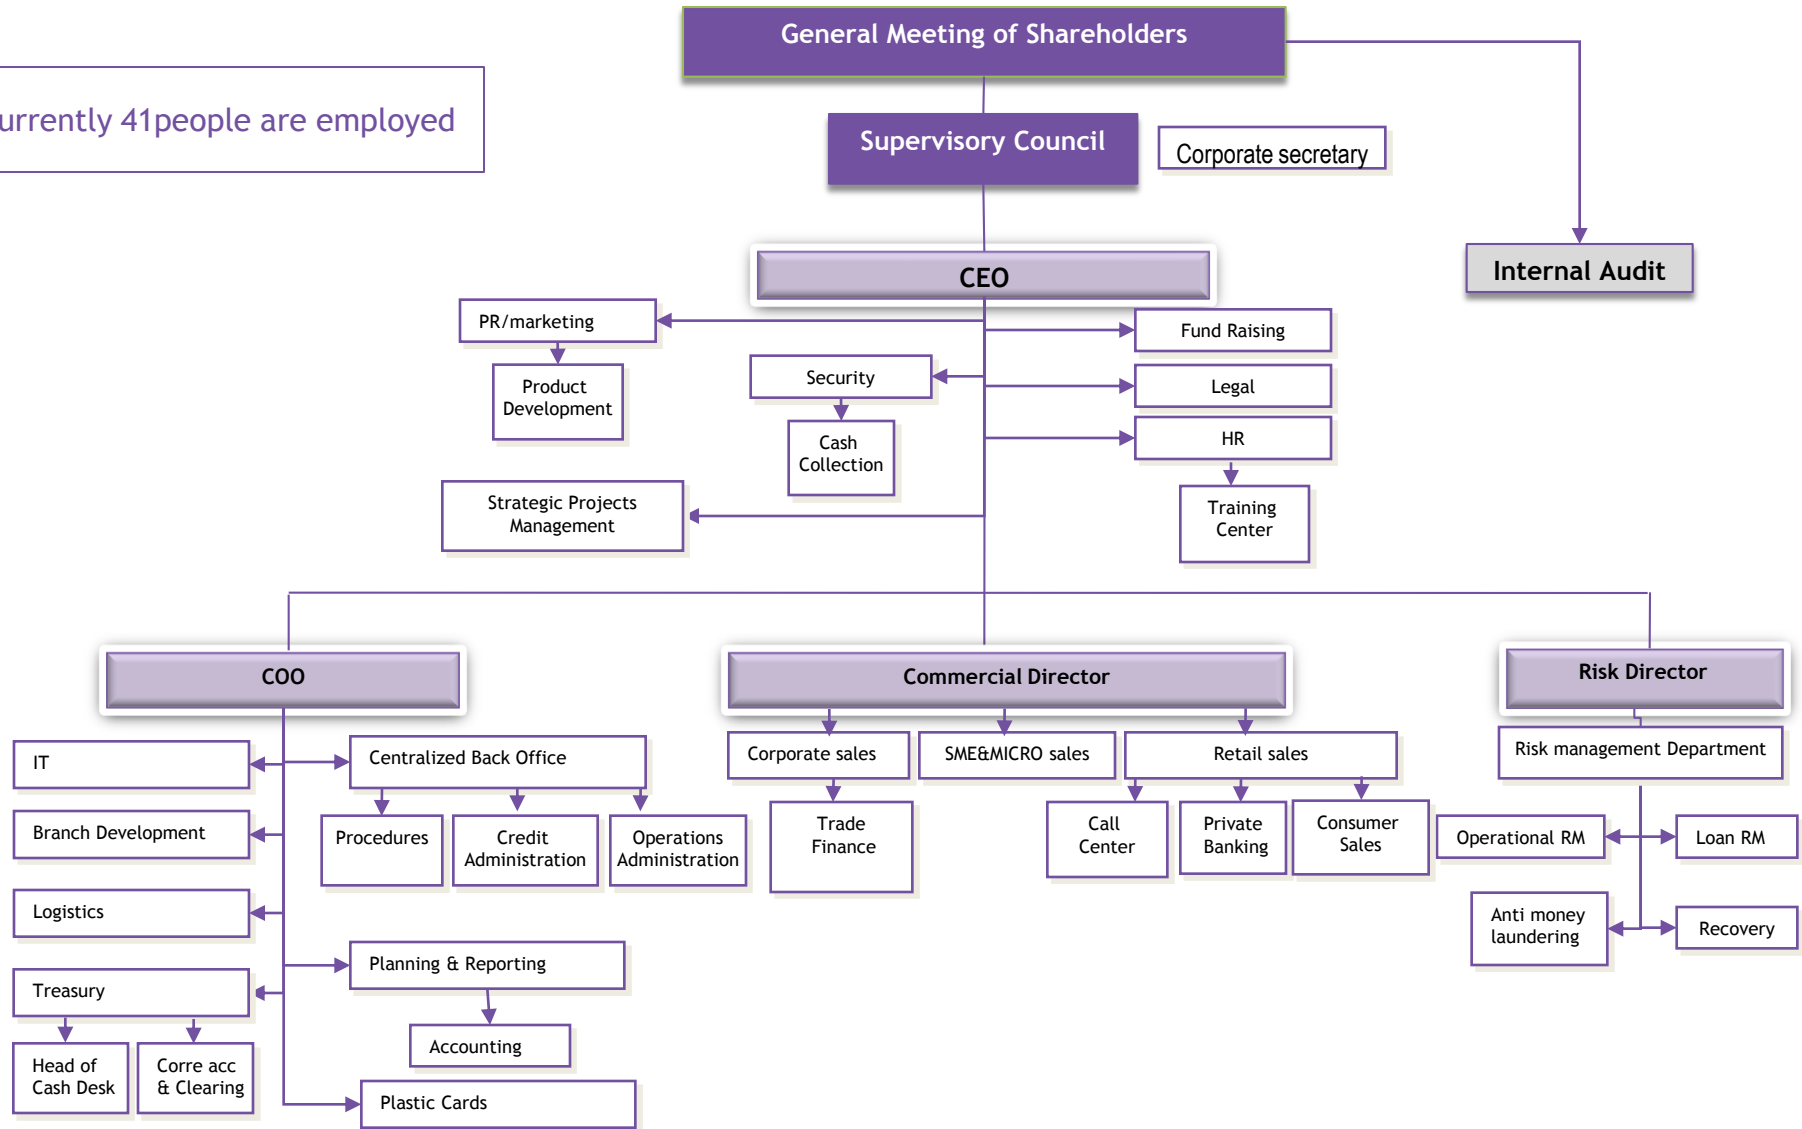 General Meeting of Shareholders
urrently 41people are employed
Supervisory Council
Corporate secretary
CEO
Internal Audit
PR/marketing
Fund Raising
Security
Legal
Product
Development
HR
Cash
Collection
Strategic Projects
Management
Training
Center
COO
Commercial Director
Risk Director
IT
Centralized Back Office
Corporate sales
SME&MICRO sales
Retail sales
Risk management Department
Branch Development
Procedures
Credit
Administration
Operations
Administration
Trade
Finance
Call
Center
Private
Banking
Consumer
Sales
Operational RM
Loan RM
Logistics
Anti money
laundering
Recovery
Planning & Reporting
Treasury
Accounting
Head of
Cash Desk
Corre acc
& Clearing
Plastic Cards